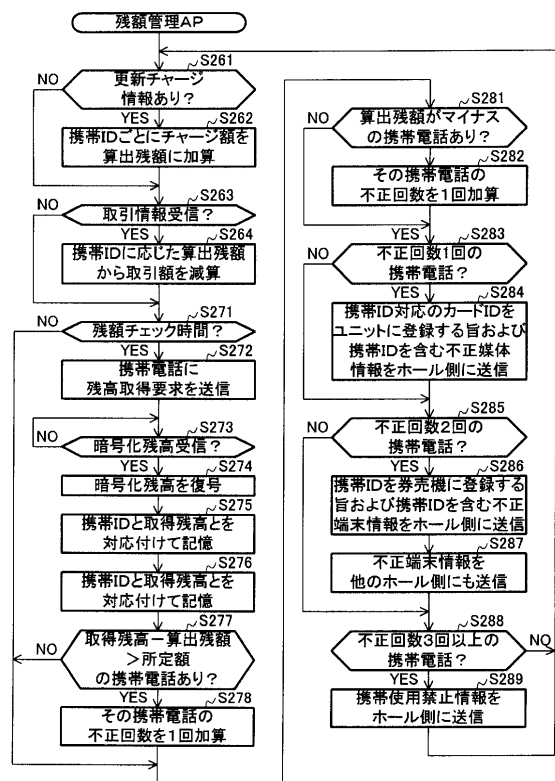 残額管理AP
S261
更新チャージ
情報あり?
NO
YES
S262
携帯IDごとにチャージ額を
算出残額に加算
S263
取引情報受信?
NO
YES
S264
携帯IDに応じた算出残額
から取引額を減算
S271
残額チェック時間?
NO
YES
S272
携帯電話に
残高取得要求を送信
S273
暗号化残高受信?
NO
YES
S274
暗号化残高を復号
S275
携帯IDと取得残高とを
対応付けて記憶
S276
携帯IDと取得残高とを
対応付けて記憶
S277
取得残高-算出残額
>所定額
の携帯電話あり?
NO
YES
S278
その携帯電話の
不正回数を1回加算
S281
算出残額がマイナス
の携帯電話あり?
NO
YES
S282
その携帯電話の
不正回数を1回加算
S283
不正回数1回の
携帯電話?
NO
YES
S284
携帯ID対応のカードIDを
ユニットに登録する旨および
携帯IDを含む不正媒体
情報をホール側に送信
S285
不正回数2回の
携帯電話?
NO
YES
S286
携帯IDを券売機に登録する
旨および携帯IDを含む不正
端末情報をホール側に送信
S287
不正端末情報を
他のホール側にも送信
S288
不正回数3回以上の
携帯電話?
NO
YES
S289
携帯使用禁止情報を
ホール側に送信